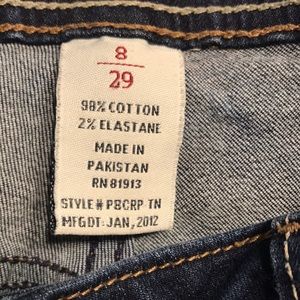 8
29
98% COTTON
2% ELASTANE
MADE IN
PAKISTAN
RN 81913
STYLE# PBCRP TN
MFGDT: JAN, 2012